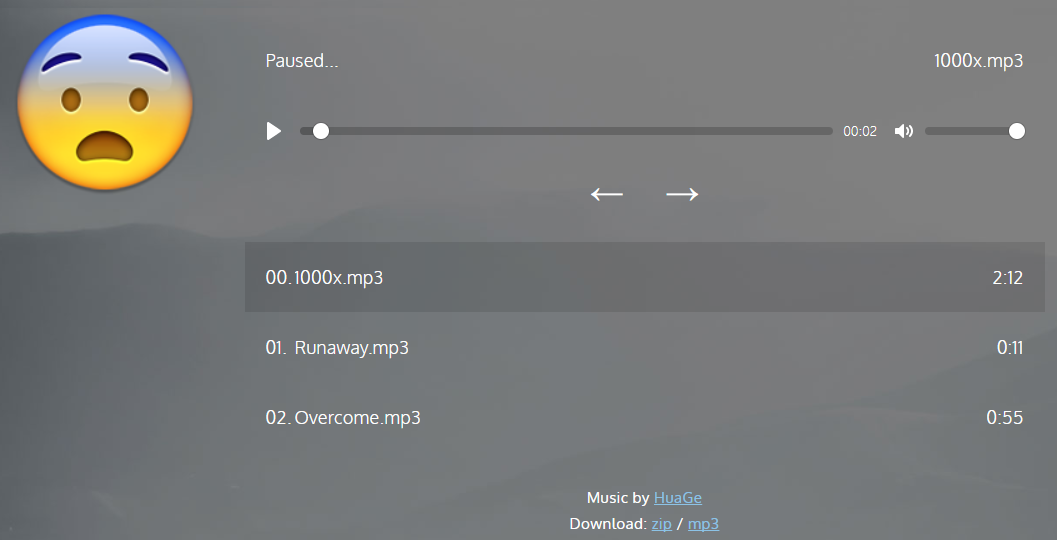 Paused... 1000x.mp3
00:02
00. 1000x.mp3 2:12
01. Runaway.mp3 0:11
02. Overcome.mp3 0:55
Music by HuaGe
Download: zip / mp3